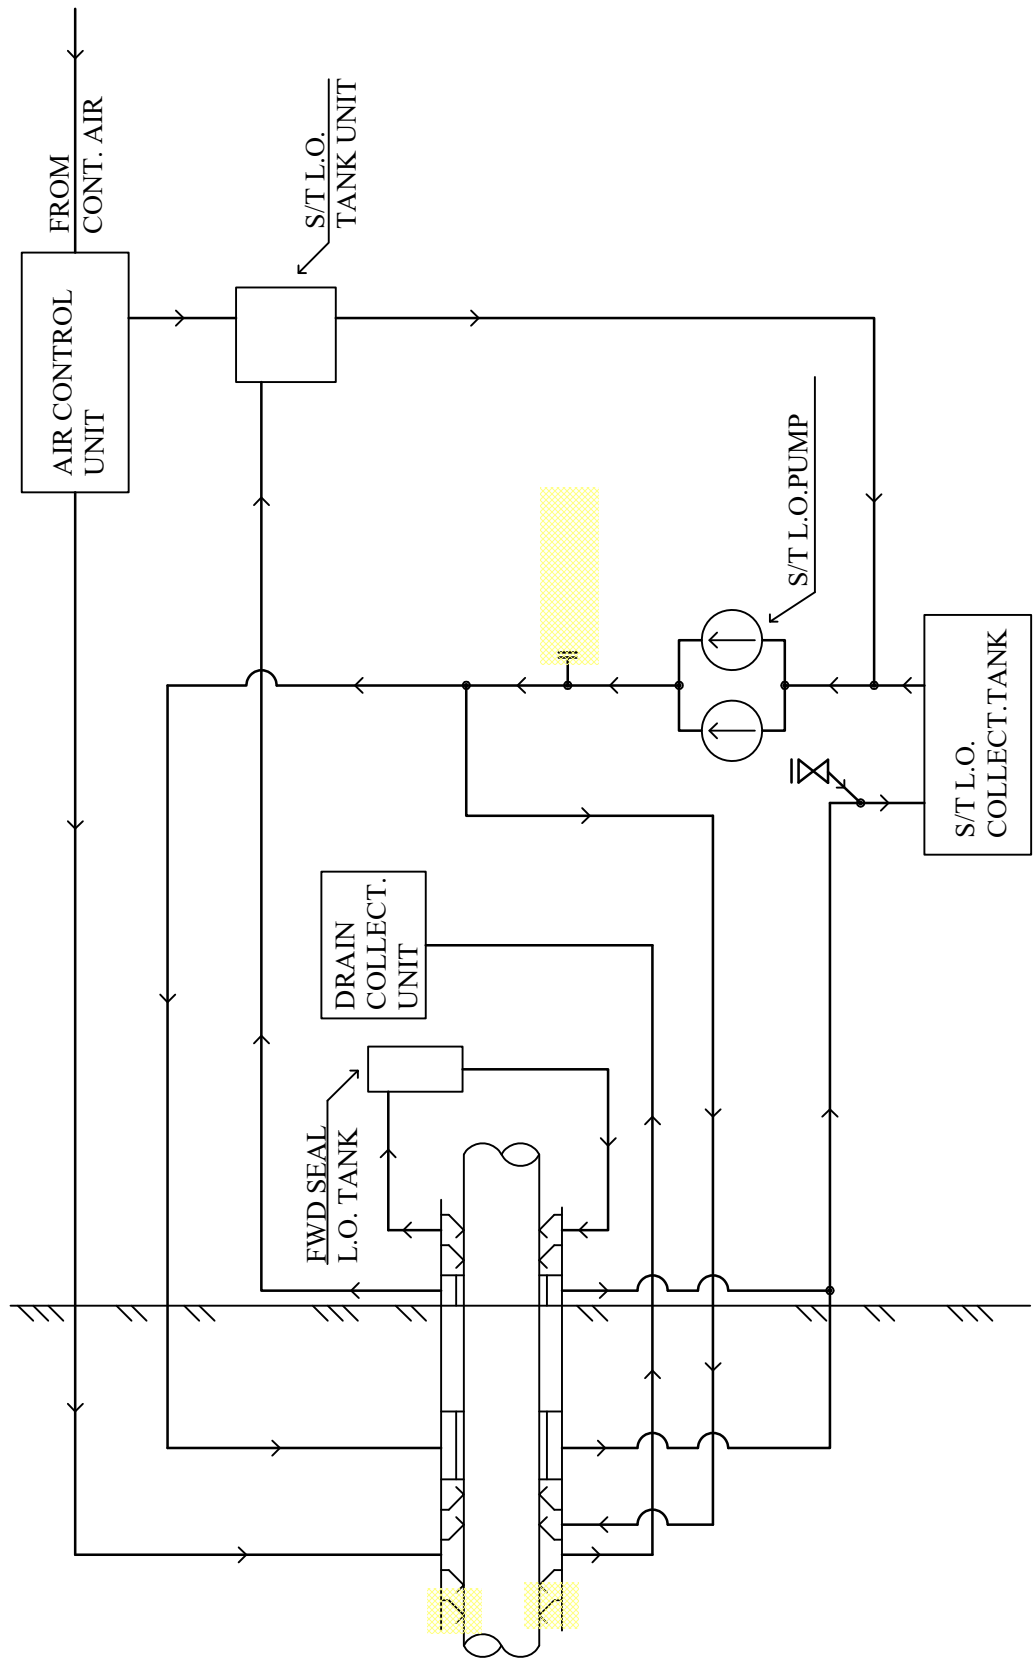 FROM
CONT. AIR
AIR CONTROL
UNIT
S/T L.O.
TANK UNIT
S/T L.O.PUMP
S/T L.O.
COLLECT.TANK
DRAIN
COLLECT.
UNIT
FWD SEAL
L.O. TANK